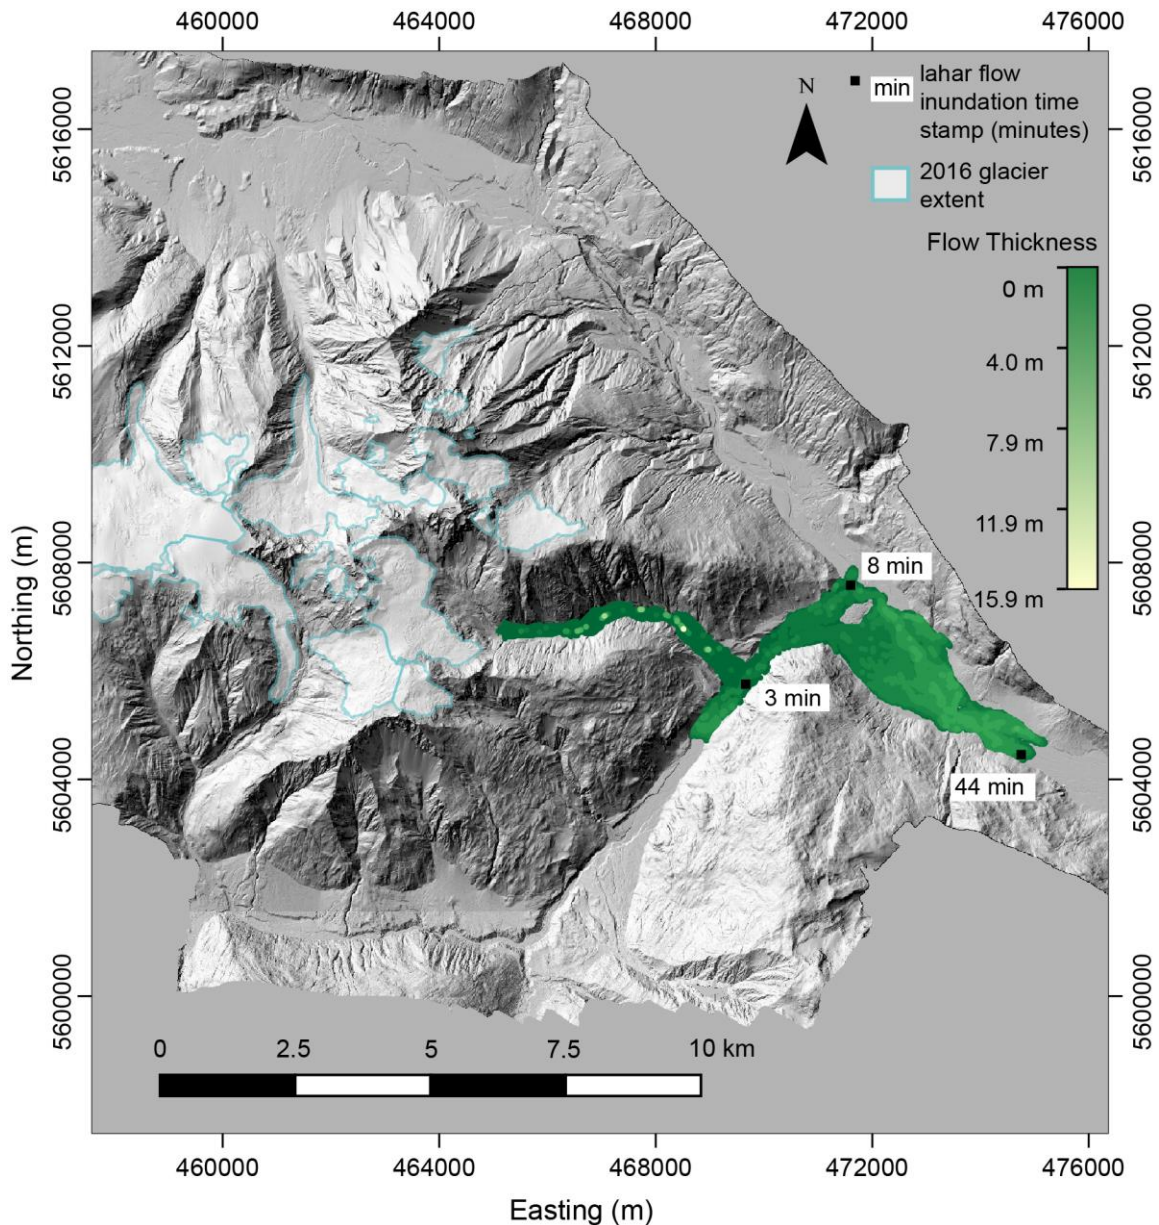 460000 464000 468000 472000 476000
min
lahar flow
inundation time
stamp (minutes)
N
2016 glacier
extent
Flow Thickness
0 m
4.0 m
7.9 m
11.9 m
15.9 m
5616000
5612000
5608000
5604000
5600000
Northing (m)
5616000
5612000
5608000
5604000
5600000
8 min
3 min
44 min
0 2.5 5 7.5 10 km
460000 464000 468000 472000 476000
Easting (m)